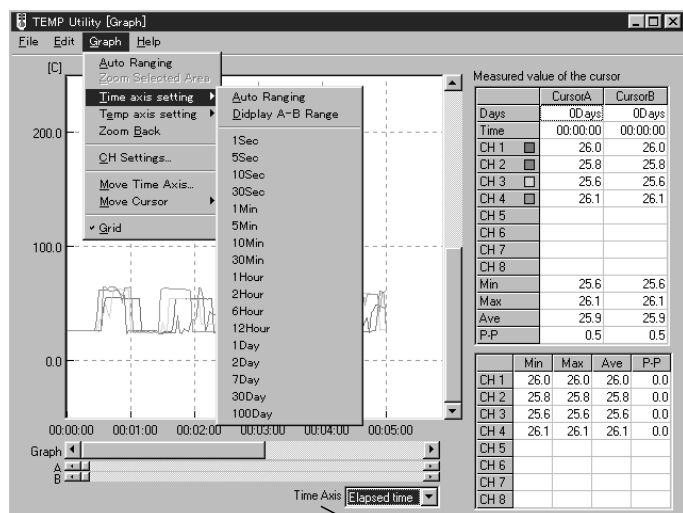 TEMP Utility [Graph]
File Edit Graph Help
[C]
200.0
100.0
0.0
00:00:00 00:01:00 00:02:00 00:03:00 00:04:00 00:05:00
Graph
A
B
Time Axis Elapsed time
Auto Ranging
Zoom Selected Area
Time axis setting
Temp axis setting
Zoom Back
CH Settings...
Move Time Axis...
Move Cursor
Grid
Auto Ranging
Didplay A-B Range
1Sec
5Sec
10Sec
30Sec
1Min
5Min
10Min
30Min
1Hour
2Hour
6Hour
12Hour
1Day
2Day
7Day
30Day
100Day
Measured value of the cursor
CursorA CursorB
Days 0Days 0Days
Time 00:00:00 00:00:00
CH 1 26.0 26.0
CH 2 25.8 25.8
CH 3 25.6 25.6
CH 4 26.1 26.1
CH 5
CH 6
CH 7
CH 8
Min 25.6 25.6
Max 26.1 26.1
Ave 25.9 25.9
P-P 0.5 0.5
Min Max Ave P-P
CH 1 26.0 26.0 26.0 0.0
CH 2 25.8 25.8 25.8 0.0
CH 3 25.6 25.6 25.6 0.0
CH 4 26.1 26.1 26.1 0.0
CH 5
CH 6
CH 7
CH 8